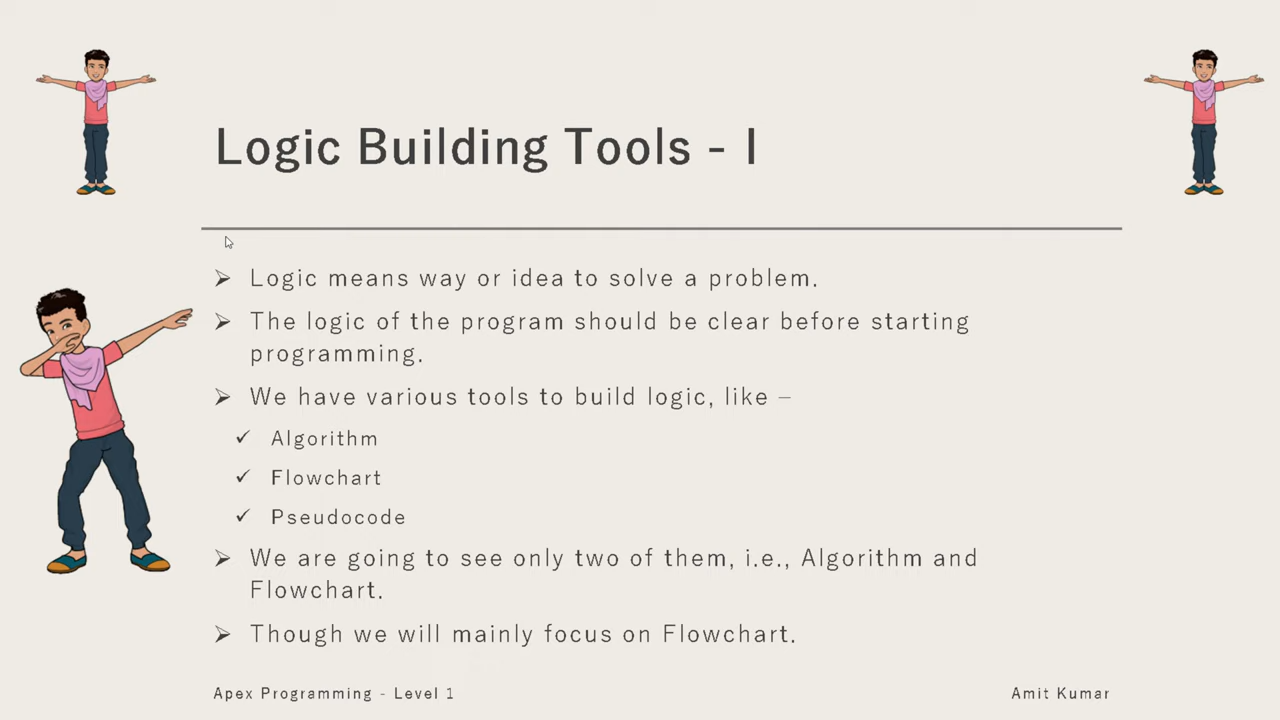 Logic Building Tools - I
➢ Logic means way or idea to solve a problem.
➢ The logic of the program should be clear before starting
programming.
➢ We have various tools to build logic, like –
✓ Algorithm
✓ Flowchart
✓ Pseudocode
➢ We are going to see only two of them, i.e., Algorithm and
Flowchart.
➢ Though we will mainly focus on Flowchart.
Apex Programming - Level 1
Amit Kumar